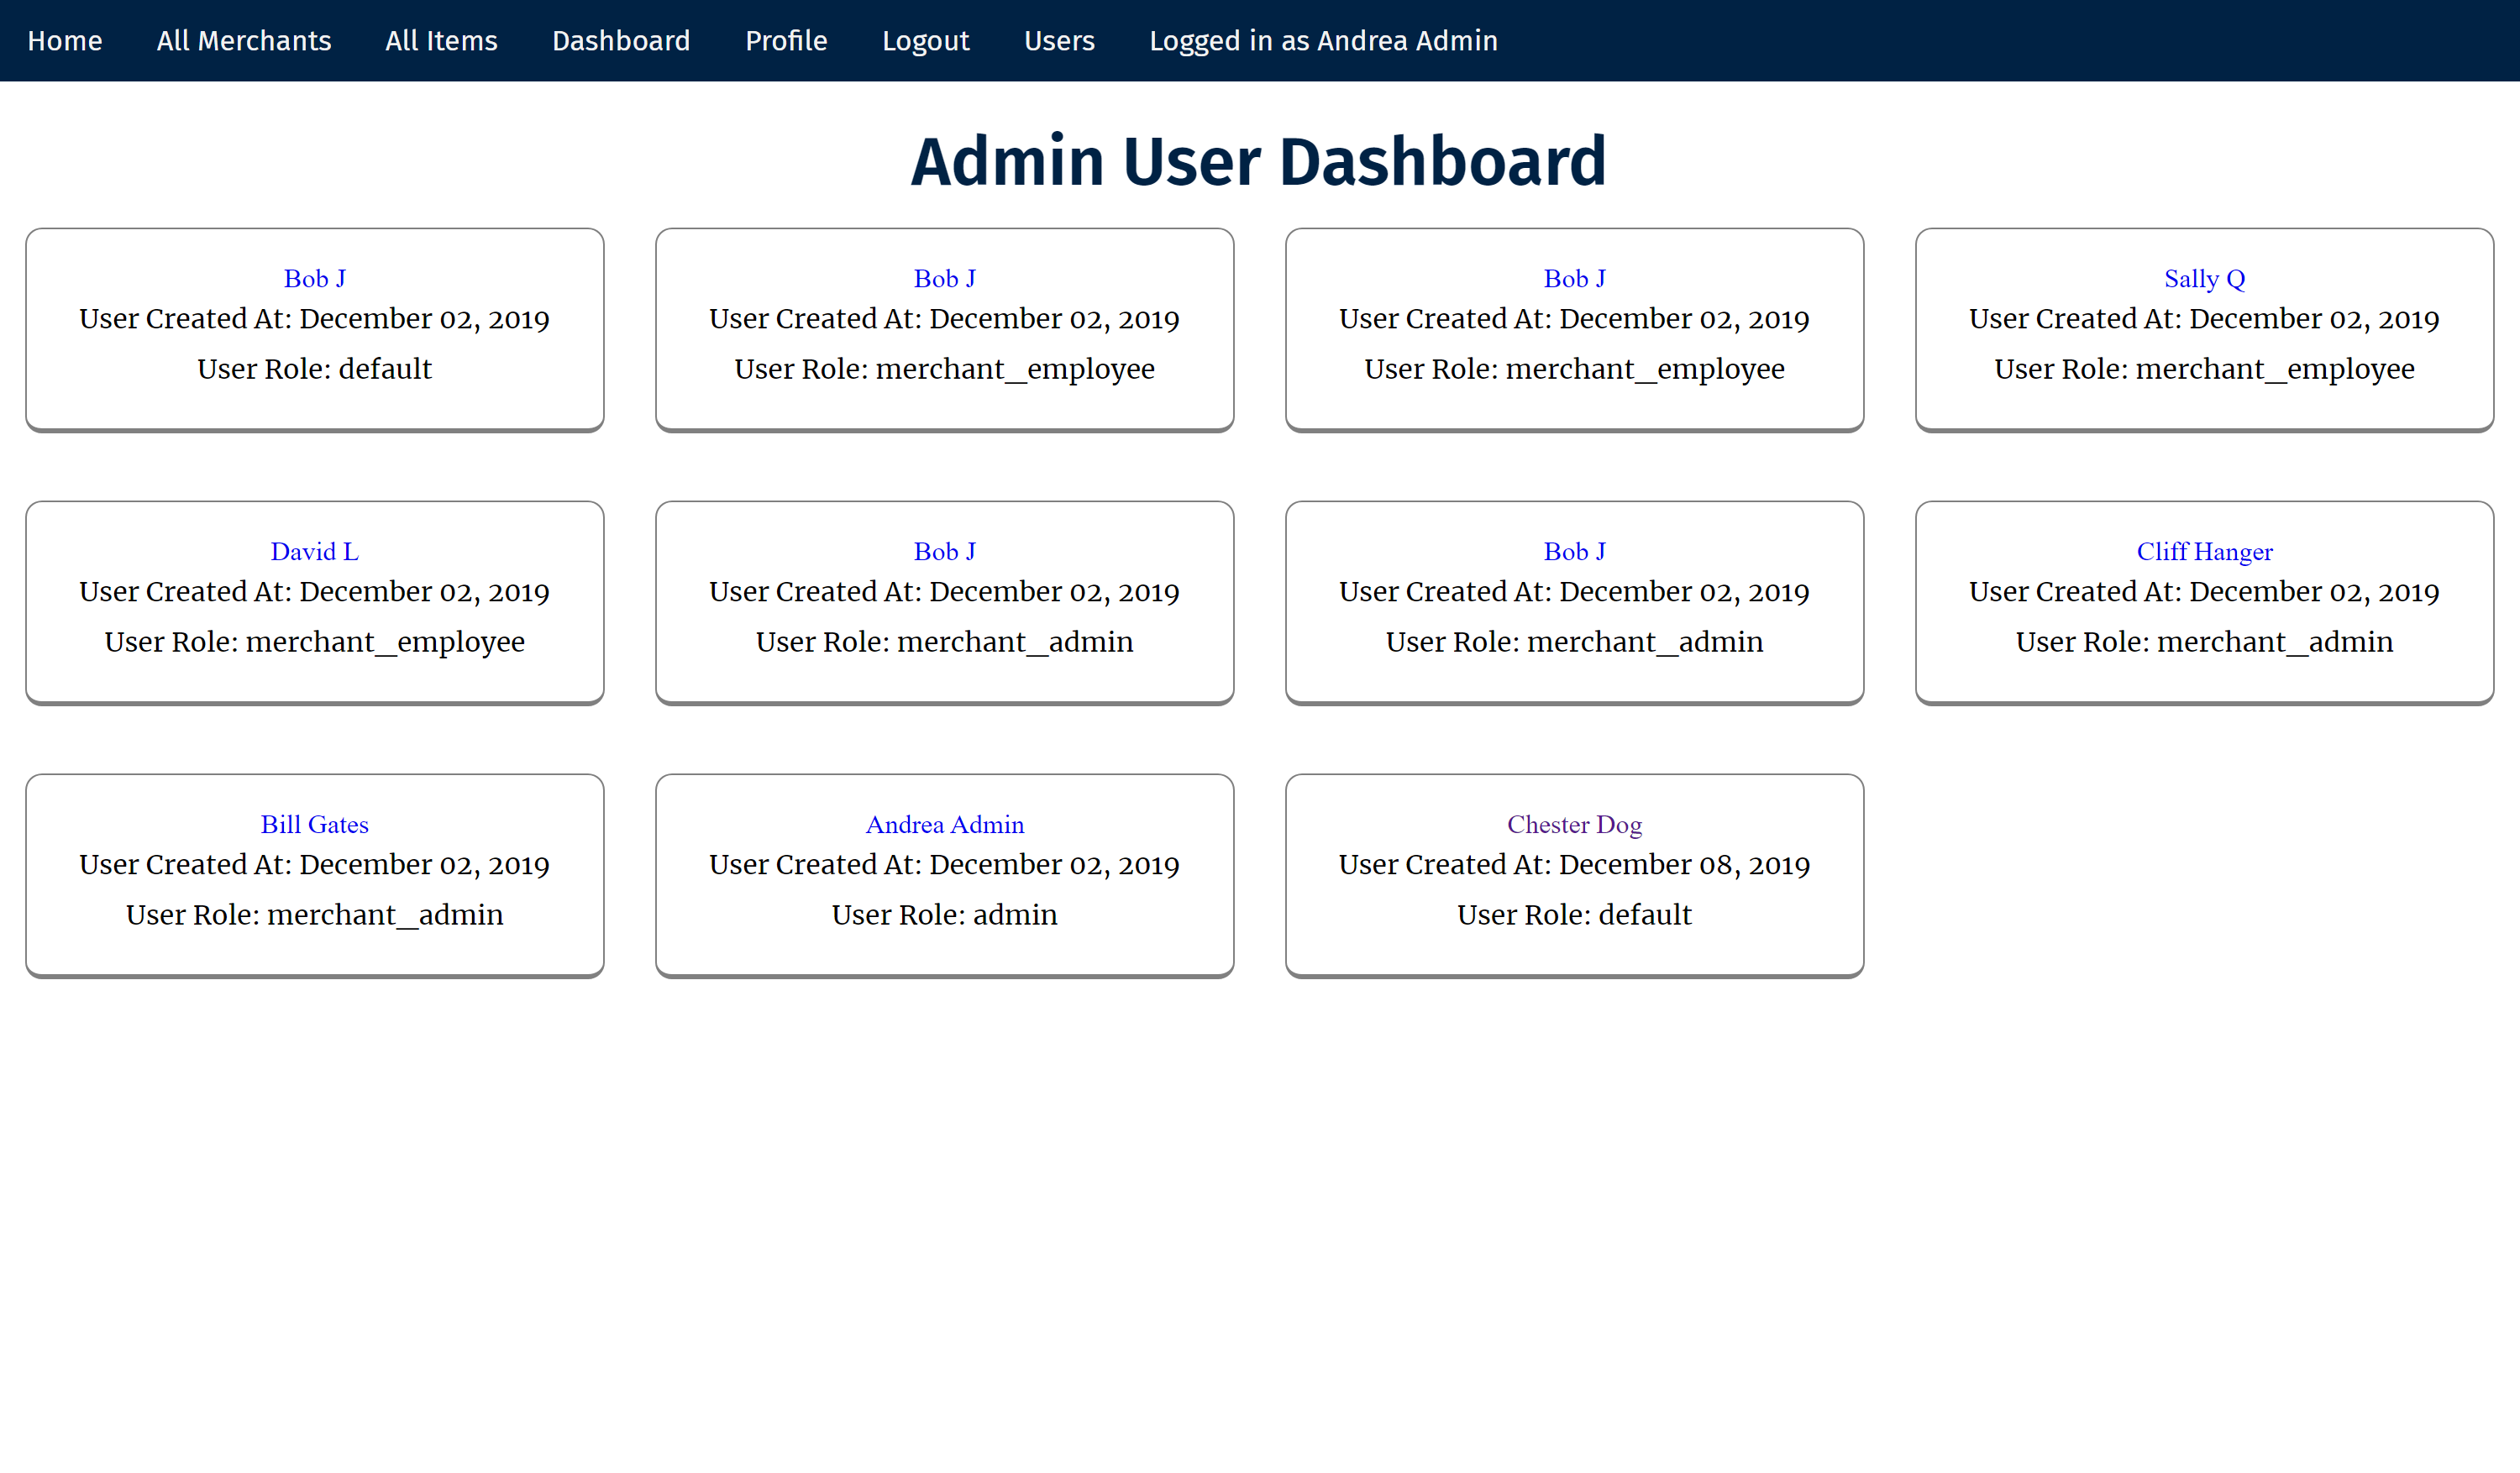 Home All Merchants All Items Dashboard Profile Logout Users Logged in as Andrea Admin
Admin User Dashboard
Bob J
User Created At: December 02, 2019
User Role: default
Bob J
User Created At: December 02, 2019
User Role: merchant_employee
Bob J
User Created At: December 02, 2019
User Role: merchant_employee
Sally Q
User Created At: December 02, 2019
User Role: merchant_employee
David L
User Created At: December 02, 2019
User Role: merchant_employee
Bob J
User Created At: December 02, 2019
User Role: merchant_admin
Bob J
User Created At: December 02, 2019
User Role: merchant_admin
Cliff Hanger
User Created At: December 02, 2019
User Role: merchant_admin
Bill Gates
User Created At: December 02, 2019
User Role: merchant_admin
Andrea Admin
User Created At: December 02, 2019
User Role: admin
Chester Dog
User Created At: December 08, 2019
User Role: default